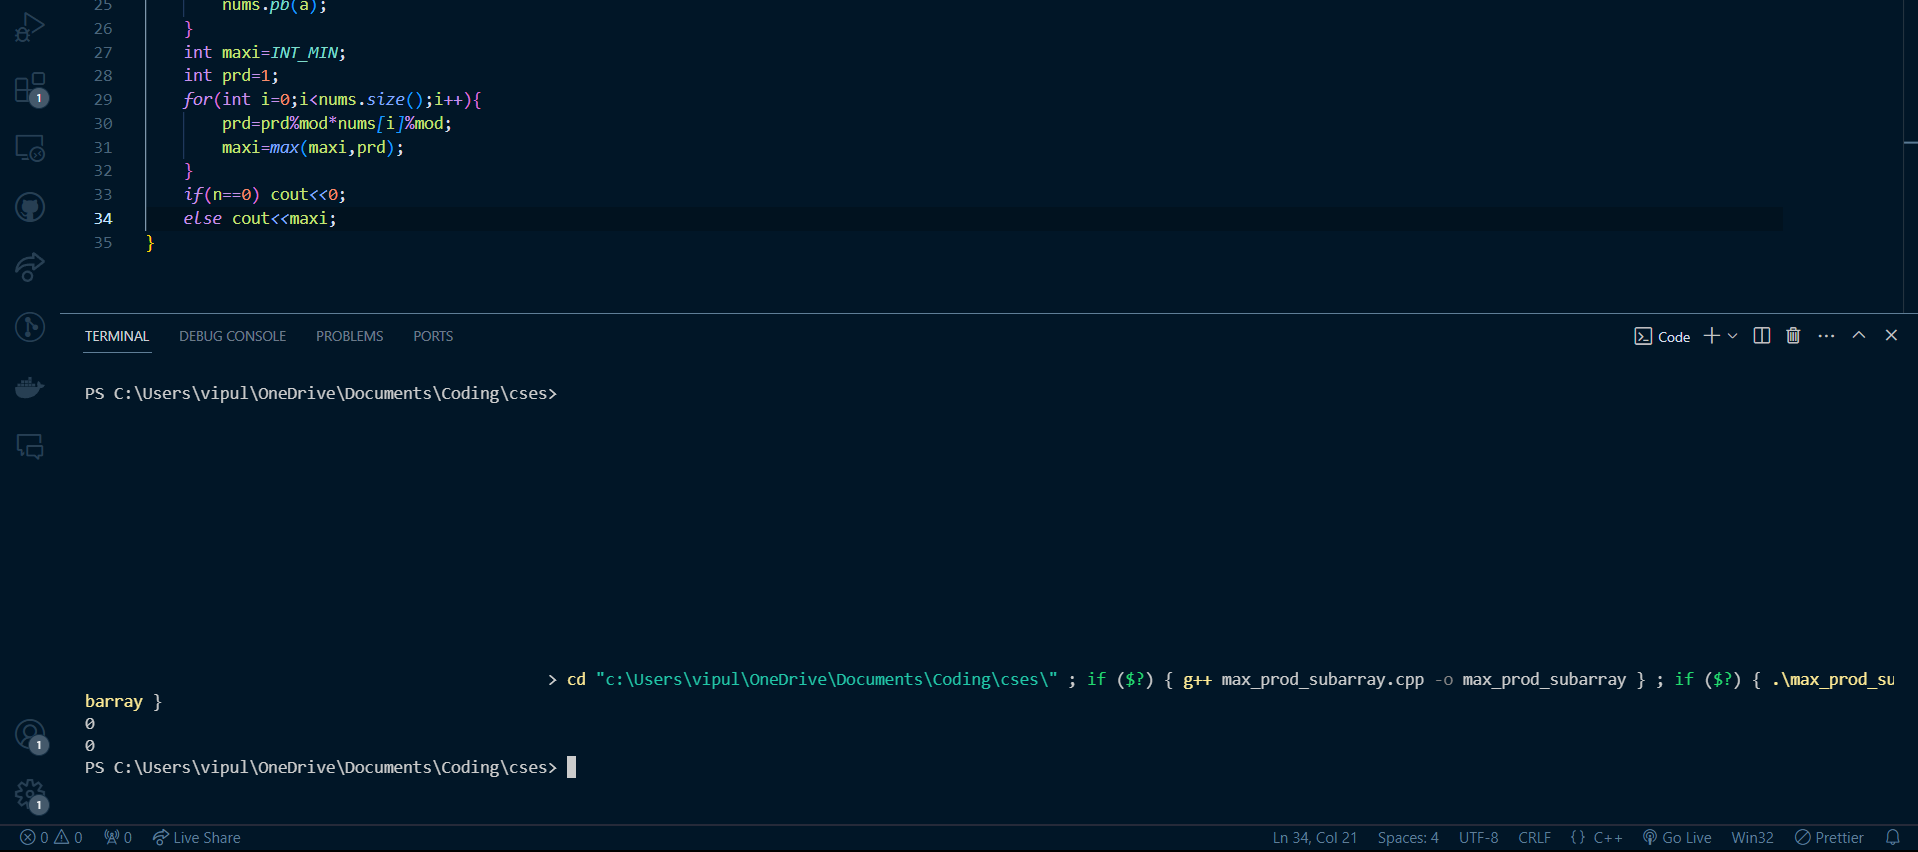 25 nums.pb(a);
26 }
27 int maxi=INT_MIN;
28 int prd=1;
29 for(int i=0;i<nums.size();i++){
30 prd=prd%mod*nums[i]%mod;
31 maxi=max(maxi,prd);
32 }
33 if(n==0) cout<<0;
34 else cout<<maxi;
35 }
1
TERMINAL DEBUG CONSOLE PROBLEMS PORTS Code
PS C:\Users\vipul\OneDrive\Documents\Coding\cses>
> cd "c:\Users\vipul\OneDrive\Documents\Coding\cses\" ; if ($?) { g++ max_prod_subarray.cpp -o max_prod_subarray } ; if ($?) { .\max_prod_su
barray }
0
0
PS C:\Users\vipul\OneDrive\Documents\Coding\cses>
1
1
0 0 0 Live Share Ln 34, Col 21 Spaces: 4 UTF-8 CRLF {} C++ Go Live Win32 Prettier